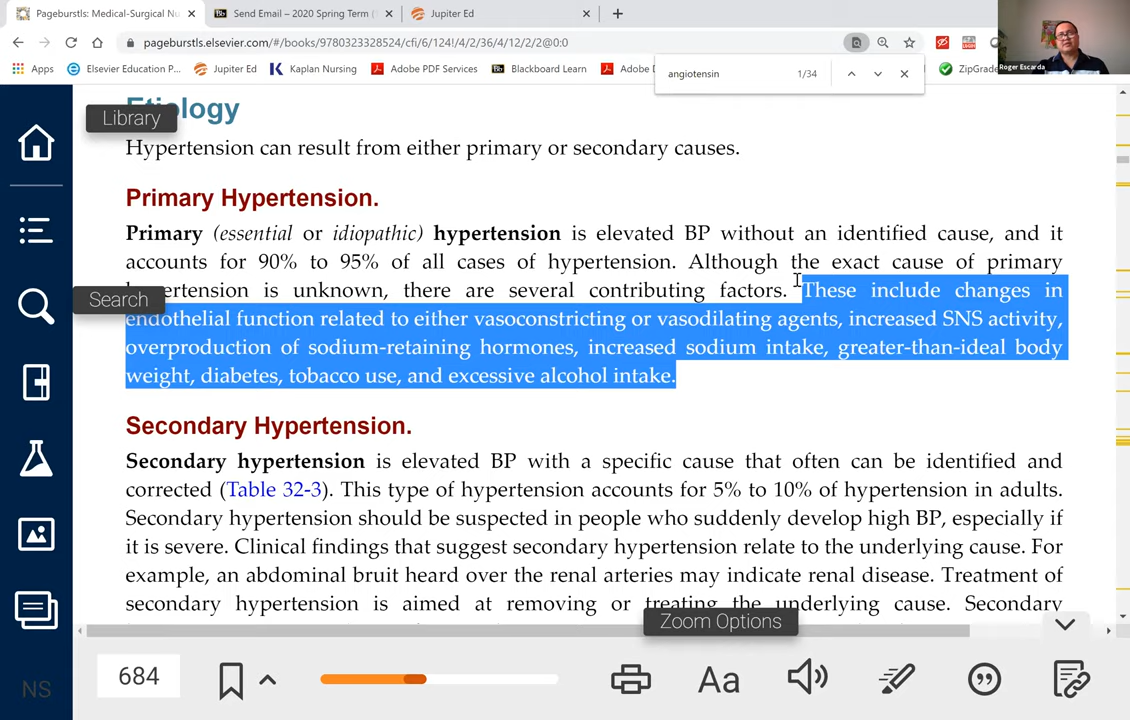 Pageburstls: Medical-Surgical Nu
Send Email – 2020 Spring Term (
Jupiter Ed
pageburstls.elsevier.com/#/books/9780323328524/cfi/6/124!/4/2/36/4/12/2/2@0:0
Roger Escarda
Apps
Elsevier Education P...
Jupiter Ed
Kaplan Nursing
Adobe PDF Services
Blackboard Learn
Adobe
ZipGrade
angiotensin
1/34
Etiology
Library
Hypertension can result from either primary or secondary causes.
Primary Hypertension.
Primary (essential or idiopathic) hypertension is elevated BP without an identified cause, and it
accounts for 90% to 95% of all cases of hypertension. Although the exact cause of primary
hypertension is unknown, there are several contributing factors. These include changes in
Search
endothelial function related to either vasoconstricting or vasodilating agents, increased SNS activity,
overproduction of sodium-retaining hormones, increased sodium intake, greater-than-ideal body
weight, diabetes, tobacco use, and excessive alcohol intake.
Secondary Hypertension.
Secondary hypertension is elevated BP with a specific cause that often can be identified and
corrected (Table 32-3). This type of hypertension accounts for 5% to 10% of hypertension in adults.
Secondary hypertension should be suspected in people who suddenly develop high BP, especially if
it is severe. Clinical findings that suggest secondary hypertension relate to the underlying cause. For
example, an abdominal bruit heard over the renal arteries may indicate renal disease. Treatment of
secondary hypertension is aimed at removing or treating the underlying cause. Secondary
Zoom Options
684
Aa
NS